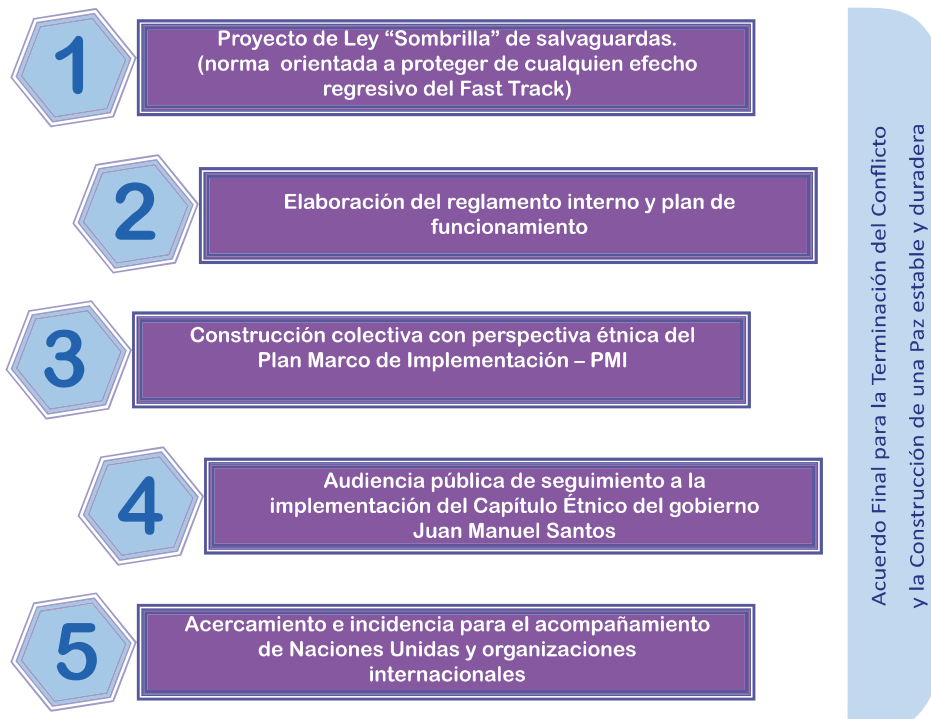 1
Proyecto de Ley “Sombrilla” de salvaguardas.
(norma orientada a proteger de cualquien efecho
regresivo del Fast Track)
2
Elaboración del reglamento interno y plan de
funcionamiento
3
Construcción colectiva con perspectiva étnica del
Plan Marco de Implementación – PMI
4
Audiencia pública de seguimiento a la
implementación del Capítulo Étnico del gobierno
Juan Manuel Santos
5
Acercamiento e incidencia para el acompañamiento
de Naciones Unidas y organizaciones
internacionales
Acuerdo Final para la Terminación del Conflicto
y la Construcción de una Paz estable y duradera